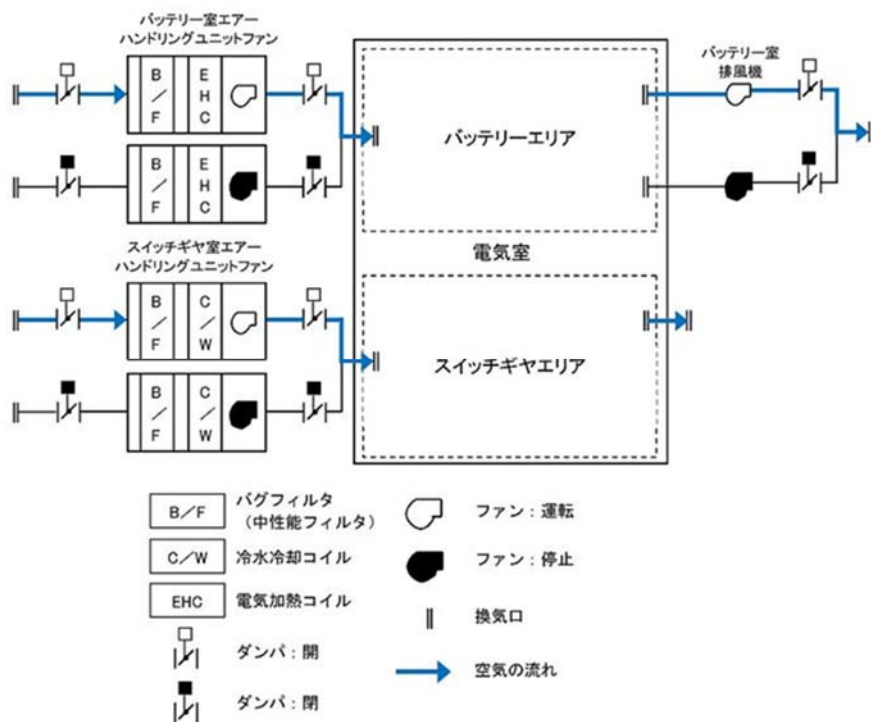 バッテリー室エアー
ハンドリングユニットファン
B/F
EHC
B/F
EHC
バッテリー室
排風機
バッテリーエリア
電気室
スイッチギヤ室エアー
ハンドリングユニットファン
B/F
C/W
B/F
C/W
スイッチギヤエリア
B/F
バグフィルタ
(中性能フィルタ)
C/W
冷水冷却コイル
EHC
電気加熱コイル
ダンパ:開
ダンパ:閉
ファン:運転
ファン:停止
換気口
空気の流れ